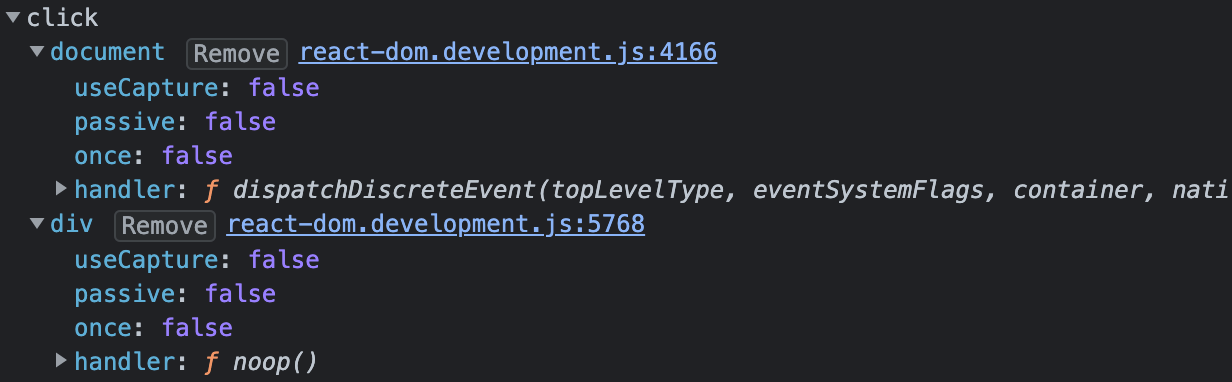 click
document Remove react-dom.development.js:4166
useCapture: false
passive: false
once: false
handler: ƒ dispatchDiscreteEvent(topLevelType, eventSystemFlags, container, nati
div Remove react-dom.development.js:5768
useCapture: false
passive: false
once: false
handler: ƒ noop()